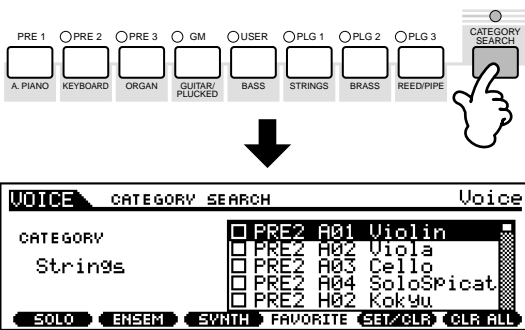 PRE 1 PRE 2 PRE 3 GM USER PLG 1 PLG 2 PLG 3 CATEGORY SEARCH
A. PIANO KEYBOARD ORGAN GUITAR/PLUCKED BASS STRINGS BRASS REED/PIPE
VOICE CATEGORY SEARCH Voice
CATEGORY
Strings
PRE2 A01 Violin
PRE2 A02 Viola
PRE2 A03 Cello
PRE2 A04 SoloSpicat
PRE2 H02 Kokyu
SOLO ENSEM SYNTH FAVORITE SET/CLR CLR ALL